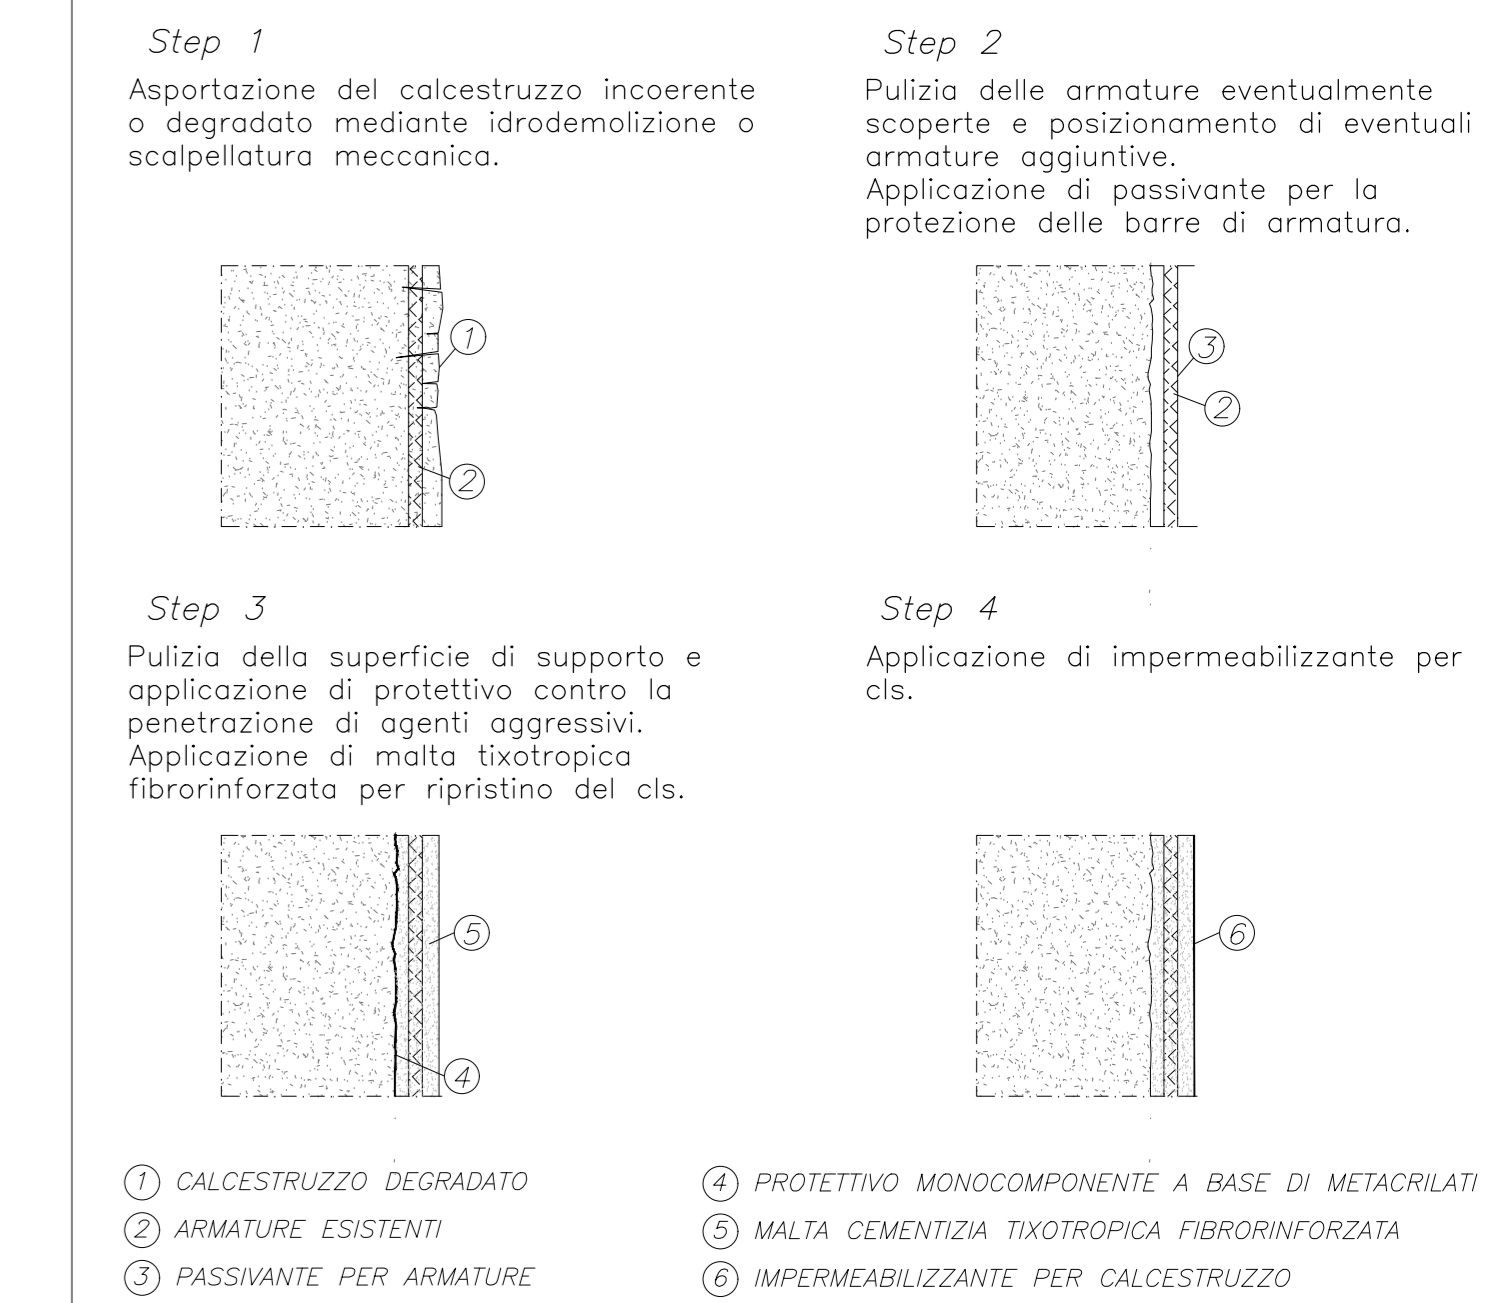 Step 1
Asportazione del calcestruzzo incoerente
o degradato mediante idrodemolizione o
scalpellatura meccanica.
1
2
Step 2
Pulizia delle armature eventualmente
scoperte e posizionamento di eventuali
armature aggiuntive.
Applicazione di passivante per la
protezione delle barre di armatura.
3
2
Step 3
Pulizia della superficie di supporto e
applicazione di protettivo contro la
penetrazione di agenti aggressivi.
Applicazione di malta tixotropica
fibrorinforzata per ripristino del cls.
5
4
Step 4
Applicazione di impermeabilizzante per
cls.
6
1 CALCESTRUZZO DEGRADATO
2 ARMATURE ESISTENTI
3 PASSIVANTE PER ARMATURE
4 PROTETTIVO MONOCOMPONENTE A BASE DI METACRILATI
5 MALTA CEMENTIZIA TIXOTROPICA FIBRORINFORZATA
6 IMPERMEABILIZZANTE PER CALCESTRUZZO